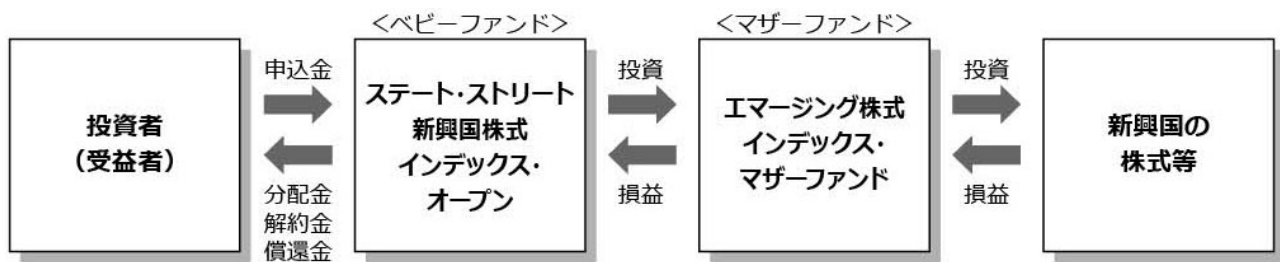 <ベビーファンド>
<マザーファンド>
投資者
（受益者）
申込金
分配金
解約金
償還金
ステート・ストリート
新興国株式
インデックス・
オープン
投資
損益
エマージング株式
インデックス・
マザーファンド
投資
損益
新興国の
株式等